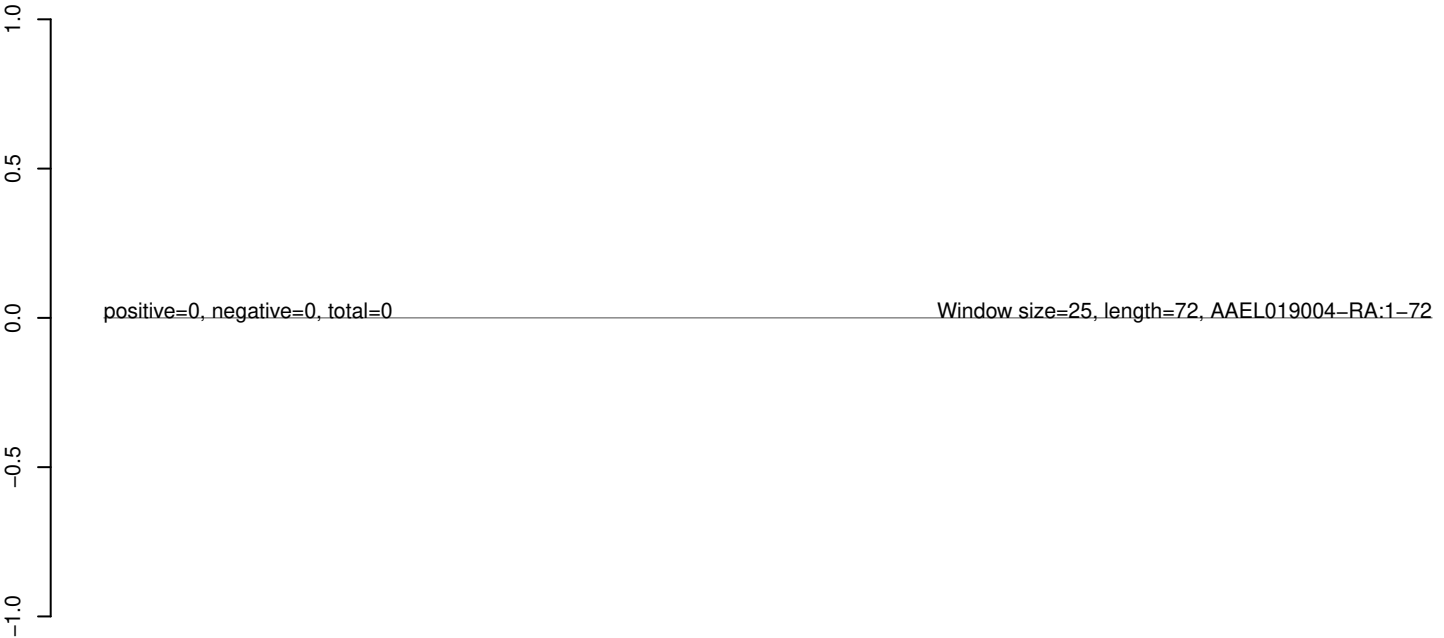 1.0
0.5
positive=0, negative=0, total=0
Window size=25, length=72, AAEL019004−RA:1−72
0.0
−0.5
−1.0